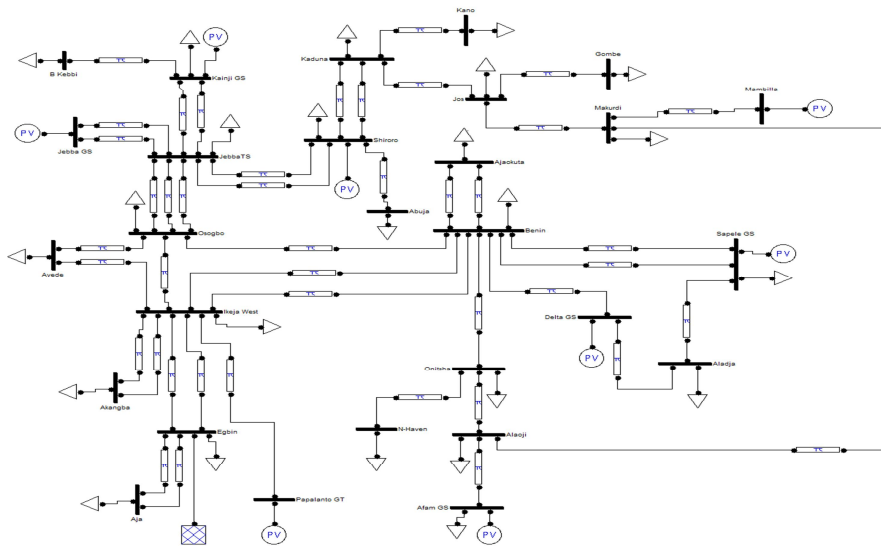 Kano
PV
Kaduna
Gombe
Kainji GS
B Kebbi
Mambilla
Jos
Makurdi
PV
PV
Shiroro
Jebba GS
JebbaTS
Ajaokuta
PV
Abuja
Benin
Osogbo
Sapele GS
PV
Ayede
Ikeja West
Delta GS
PV
Aladja
Onitsha
Akangba
N-Haven
Egbin
Alaoji
Papalanto GT
Afam GS
Aja
PV
PV